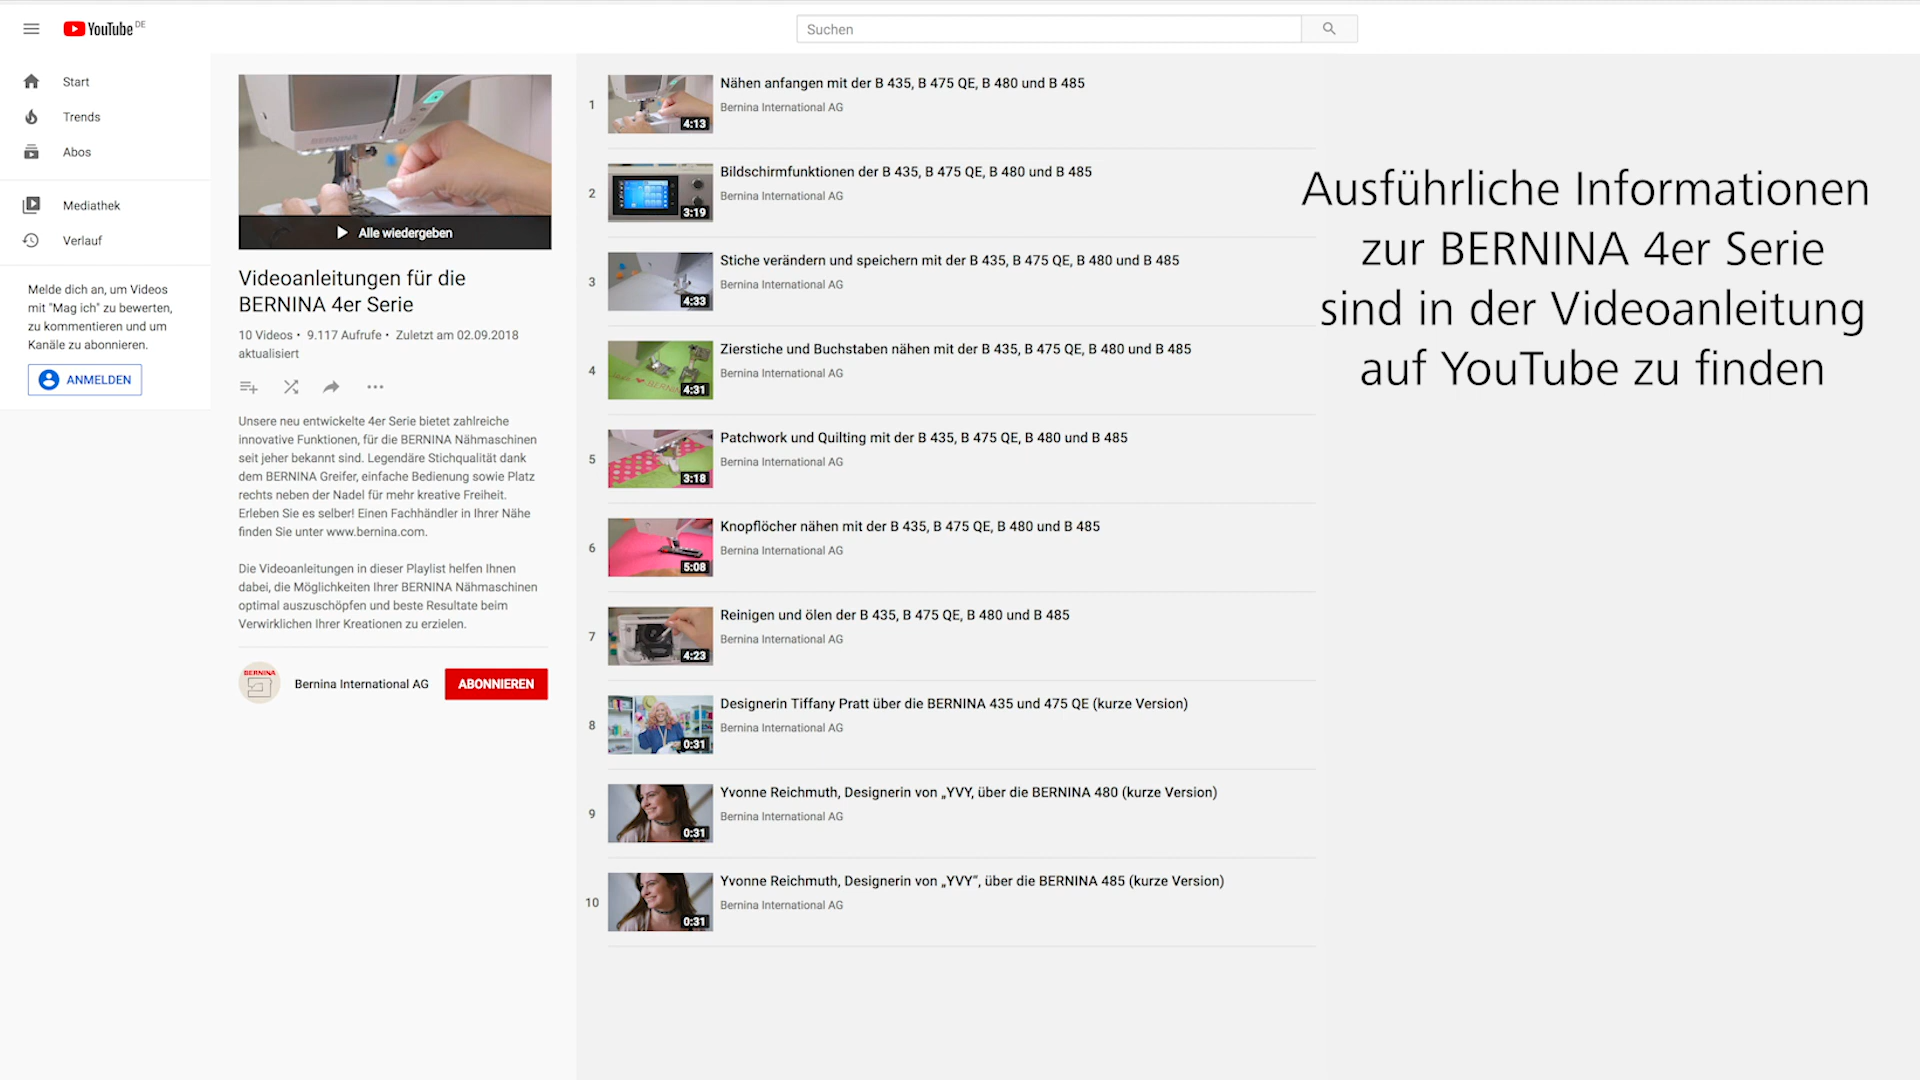 YouTube DE
Suchen
Start
Trends
Abos
Mediathek
Verlauf
Melde dich an, um Videos
mit "Mag ich" zu bewerten,
zu kommentieren und um
Kanäle zu abonnieren.
ANMELDEN
BERNINA
Alle wiedergeben
Videoanleitungen für die
BERNINA 4er Serie
10 Videos • 9.117 Aufrufe • Zuletzt am 02.09.2018
aktualisiert
Unsere neu entwickelte 4er Serie bietet zahlreiche
innovative Funktionen, für die BERNINA Nähmaschinen
seit jeher bekannt sind. Legendäre Stichqualität dank
dem BERNINA Greifer, einfache Bedienung sowie Platz
rechts neben der Nadel für mehr kreative Freiheit.
Erleben Sie es selber! Einen Fachhändler in Ihrer Nähe
finden Sie unter www.bernina.com.
Die Videoanleitungen in dieser Playlist helfen Ihnen
dabei, die Möglichkeiten Ihrer BERNINA Nähmaschinen
optimal auszuschöpfen und beste Resultate beim
Verwirklichen Ihrer Kreationen zu erzielen.
BERNINA
Bernina International AG
ABONNIEREN
1
4:13
Nähen anfangen mit der B 435, B 475 QE, B 480 und B 485
Bernina International AG
2
3:19
Bildschirmfunktionen der B 435, B 475 QE, B 480 und B 485
Bernina International AG
3
4:33
Stiche verändern und speichern mit der B 435, B 475 QE, B 480 und B 485
Bernina International AG
4
4:31
Zierstiche und Buchstaben nähen mit der B 435, B 475 QE, B 480 und B 485
Bernina International AG
5
3:18
Patchwork und Quilting mit der B 435, B 475 QE, B 480 und B 485
Bernina International AG
6
5:08
Knopflöcher nähen mit der B 435, B 475 QE, B 480 und B 485
Bernina International AG
7
4:23
Reinigen und ölen der B 435, B 475 QE, B 480 und B 485
Bernina International AG
8
0:31
Designerin Tiffany Pratt über die BERNINA 435 und 475 QE (kurze Version)
Bernina International AG
9
0:31
Yvonne Reichmuth, Designerin von „YVY, über die BERNINA 480 (kurze Version)
Bernina International AG
10
0:31
Yvonne Reichmuth, Designerin von „YVY“, über die BERNINA 485 (kurze Version)
Bernina International AG
Ausführliche Informationen
zur BERNINA 4er Serie
sind in der Videoanleitung
auf YouTube zu finden